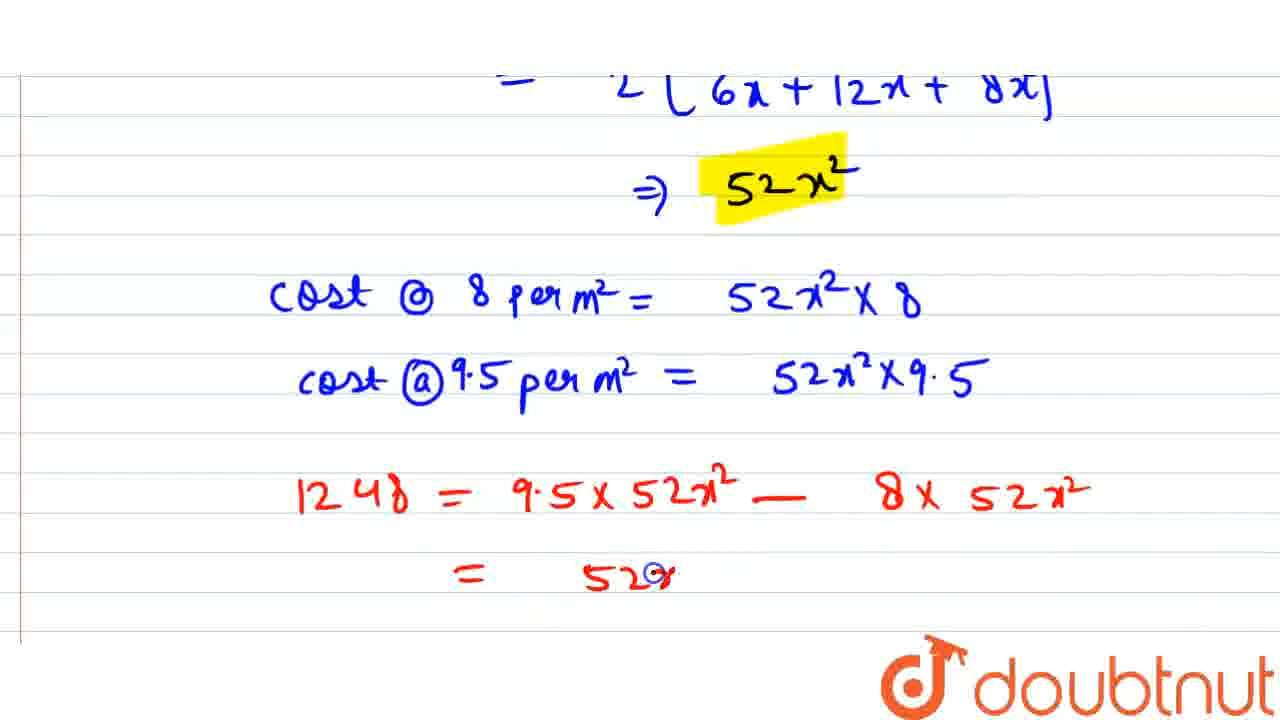 = 2 [ 6x + 12x + 8x ]
⇒ 52x²
cost @ 8 per m² = 52x² × 8
cost @ 9.5 per m² = 52x² × 9.5
1248 = 9.5 × 52x² — 8 × 52x²
= 52x
doubtnut